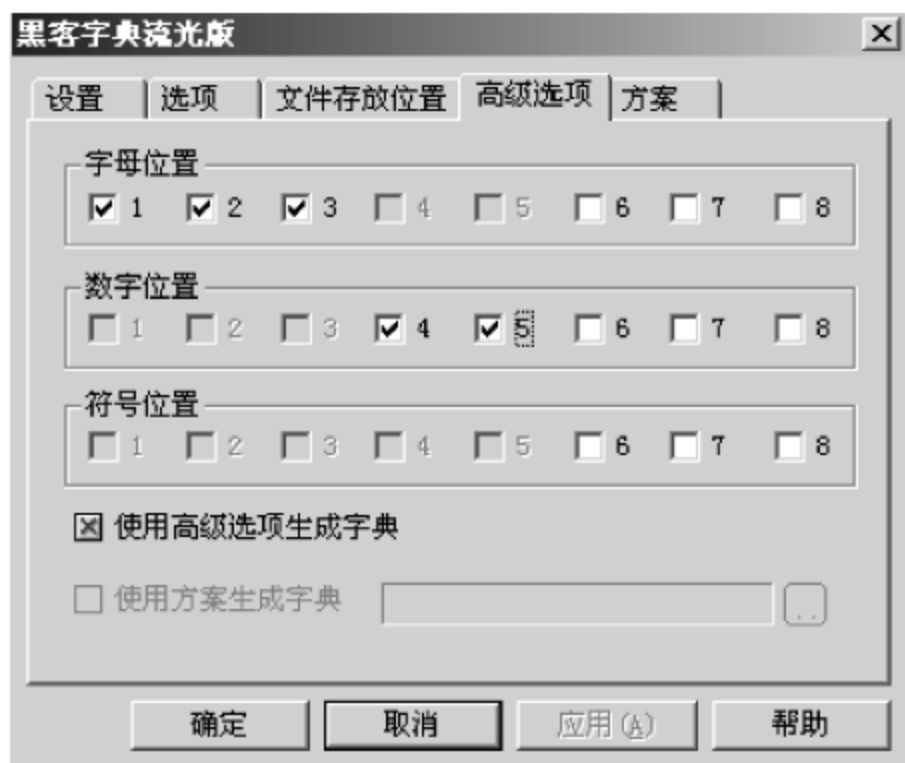 黑客字典流光版
设置 选项 文件存放位置 高级选项 方案
字母位置
1 2 3 4 5 6 7 8
数字位置
1 2 3 4 5 6 7 8
符号位置
1 2 3 4 5 6 7 8
使用高级选项生成字典
使用方案生成字典 ..
确定 取消 应用(A) 帮助